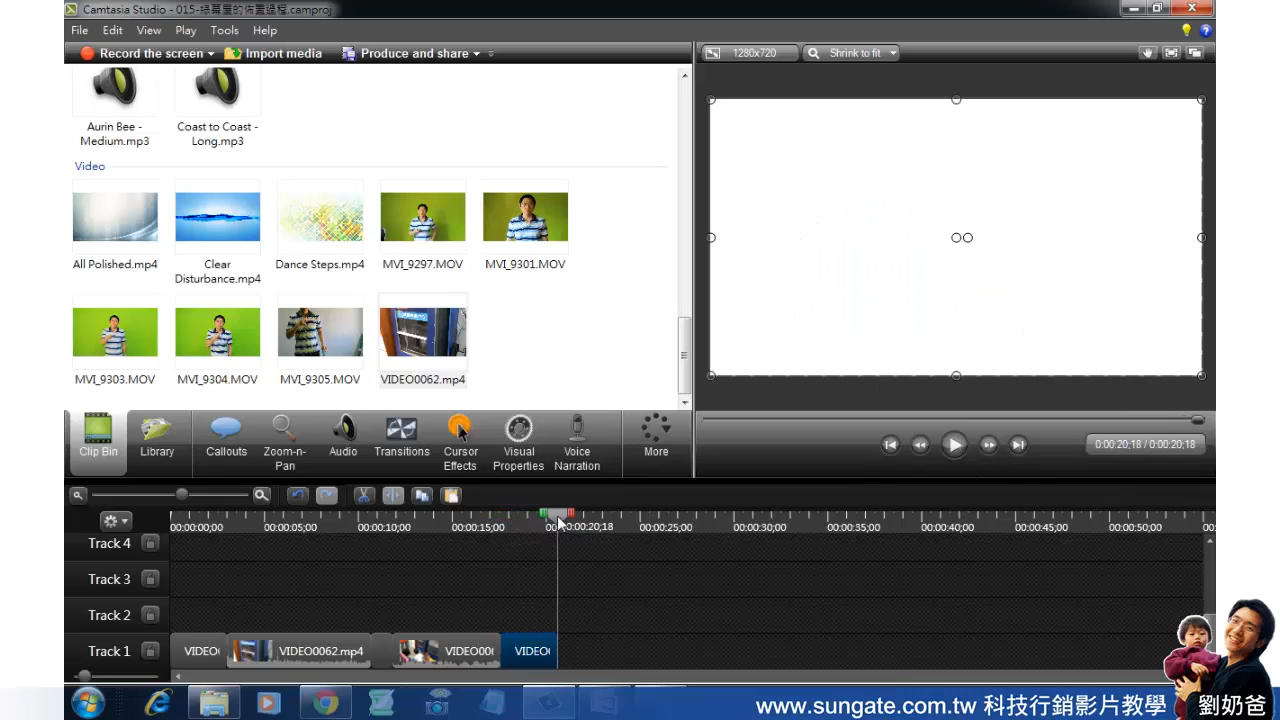 Camtasia Studio - 015-綠幕屋的佈置過程.camproj
File Edit View Play Tools Help
Record the screen Import media Produce and share
1280x720 Shrink to fit
Aurin Bee -
Medium.mp3
Coast to Coast -
Long.mp3
Video
All Polished.mp4
Clear
Disturbance.mp4
Dance Steps.mp4
MVI_9297.MOV
MVI_9301.MOV
MVI_9303.MOV
MVI_9304.MOV
MVI_9305.MOV
VIDEO0062.mp4
Clip Bin
Library
Callouts
Zoom-n-
Pan
Audio
Transitions
Cursor
Effects
Visual
Properties
Voice
Narration
More
0:00:20;18 / 0:00:20;18
00:00:00;00 00:00:05;00 00:00:10;00 00:00:15;00 0:00:20;18 00:00:25;00 00:00:30;00 00:00:35;00 00:00:40;00 00:00:45;00 00:00:50;00 00:
Track 4
Track 3
Track 2
Track 1
VIDEO VIDEO0062.mp4 VIDEO00 VIDEO
www.sungate.com.tw 科技行銷影片教學 劉奶爸